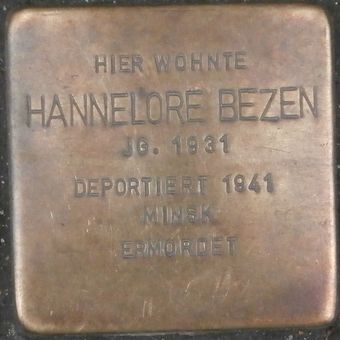 HIER WOHNTE
HANNELORE BEZEN
JG. 1931
DEPORTIERT 1941
MINSK
ERMORDET